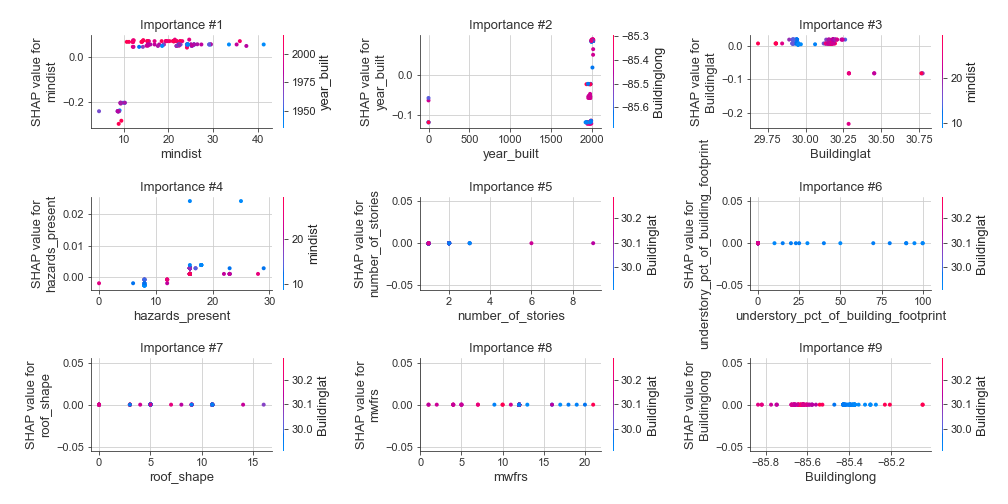 Importance #1
Importance #2
Importance #3
SHAP value for
mindist
0.0
−0.2
10
20
30
40
mindist
2000
1975
1950
year_built
SHAP value for
year_built
0.0
−0.1
0
500
1000
1500
2000
year_built
−85.3
−85.4
−85.5
−85.6
Buildinglong
SHAP value for
Buildinglat
0.0
−0.1
−0.2
29.75
30.00
30.25
30.50
30.75
Buildinglat
20
10
mindist
Importance #4
Importance #5
Importance #6
SHAP value for
hazards_present
0.02
0.01
0.00
0
10
20
30
hazards_present
20
10
mindist
SHAP value for
number_of_stories
0.05
0.00
−0.05
2
4
6
8
number_of_stories
30.2
30.1
30.0
Buildinglat
SHAP value for
understory_pct_of_building_footprint
0.05
0.00
−0.05
0
25
50
75
100
understory_pct_of_building_footprint
30.2
30.1
30.0
Buildinglat
Importance #7
Importance #8
Importance #9
SHAP value for
roof_shape
0.05
0.00
−0.05
0
5
10
15
roof_shape
30.2
30.1
30.0
Buildinglat
SHAP value for
mwfrs
0.05
0.00
−0.05
0
5
10
15
20
mwfrs
30.2
30.1
30.0
Buildinglat
SHAP value for
Buildinglong
0.05
0.00
−0.05
−85.8
−85.6
−85.4
−85.2
Buildinglong
30.2
30.1
30.0
Buildinglat